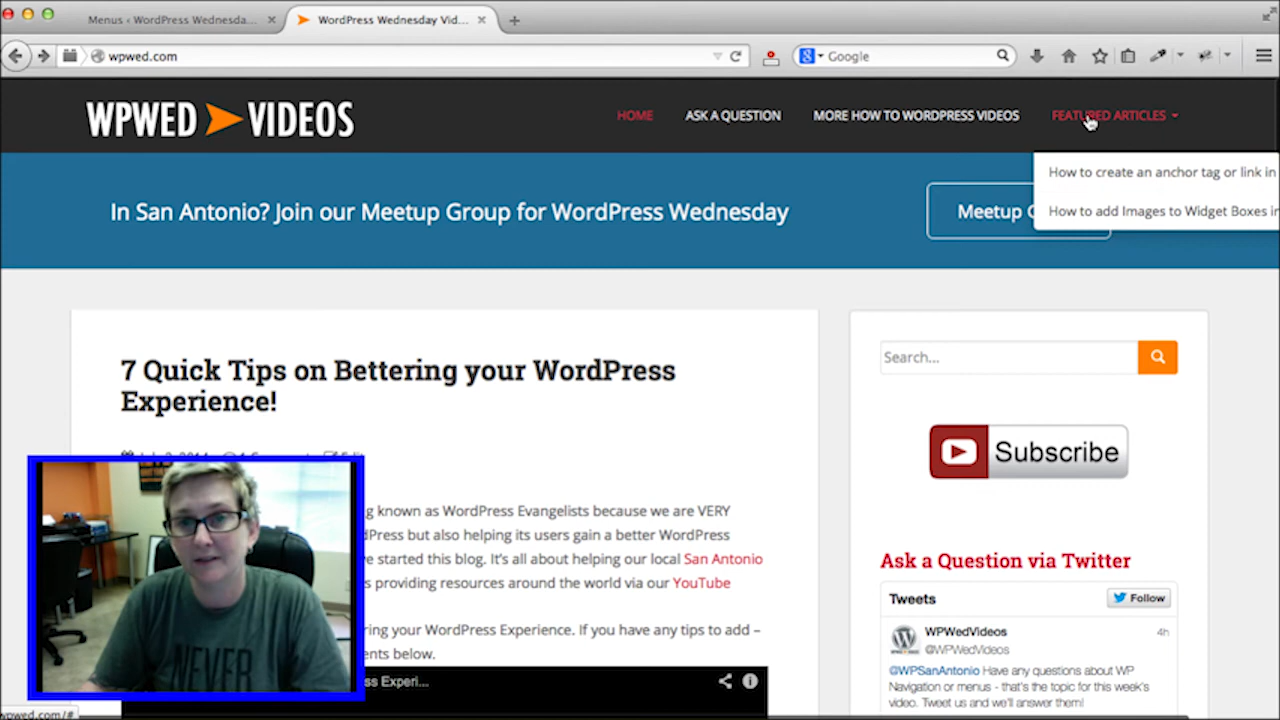 Menus ‹ WordPress Wednesda...
WordPress Wednesday Vid...
wpwed.com
Google
WPWED VIDEOS
HOME
ASK A QUESTION
MORE HOW TO WORDPRESS VIDEOS
FEATURED ARTICLES
How to create an anchor tag or link in
How to add Images to Widget Boxes in
In San Antonio? Join our Meetup Group for WordPress Wednesday
Meetup
7 Quick Tips on Bettering your WordPress
Experience!
Edit
known as WordPress Evangelists because we are VERY
but also helping its users gain a better WordPress
started this blog. It's all about helping our local San Antonio
providing resources around the world via our YouTube
your WordPress Experience. If you have any tips to add –
below.
Experi...
Search...
Subscribe
Ask a Question via Twitter
Tweets
Follow
WPWedVideos
4h
@WPWedVideos
@WPSanAntonio Have any questions about WP
Navigation or menus - that's the topic for this week's
video. Tweet us and we'll answer them!
NEVER
wpwed.com/#